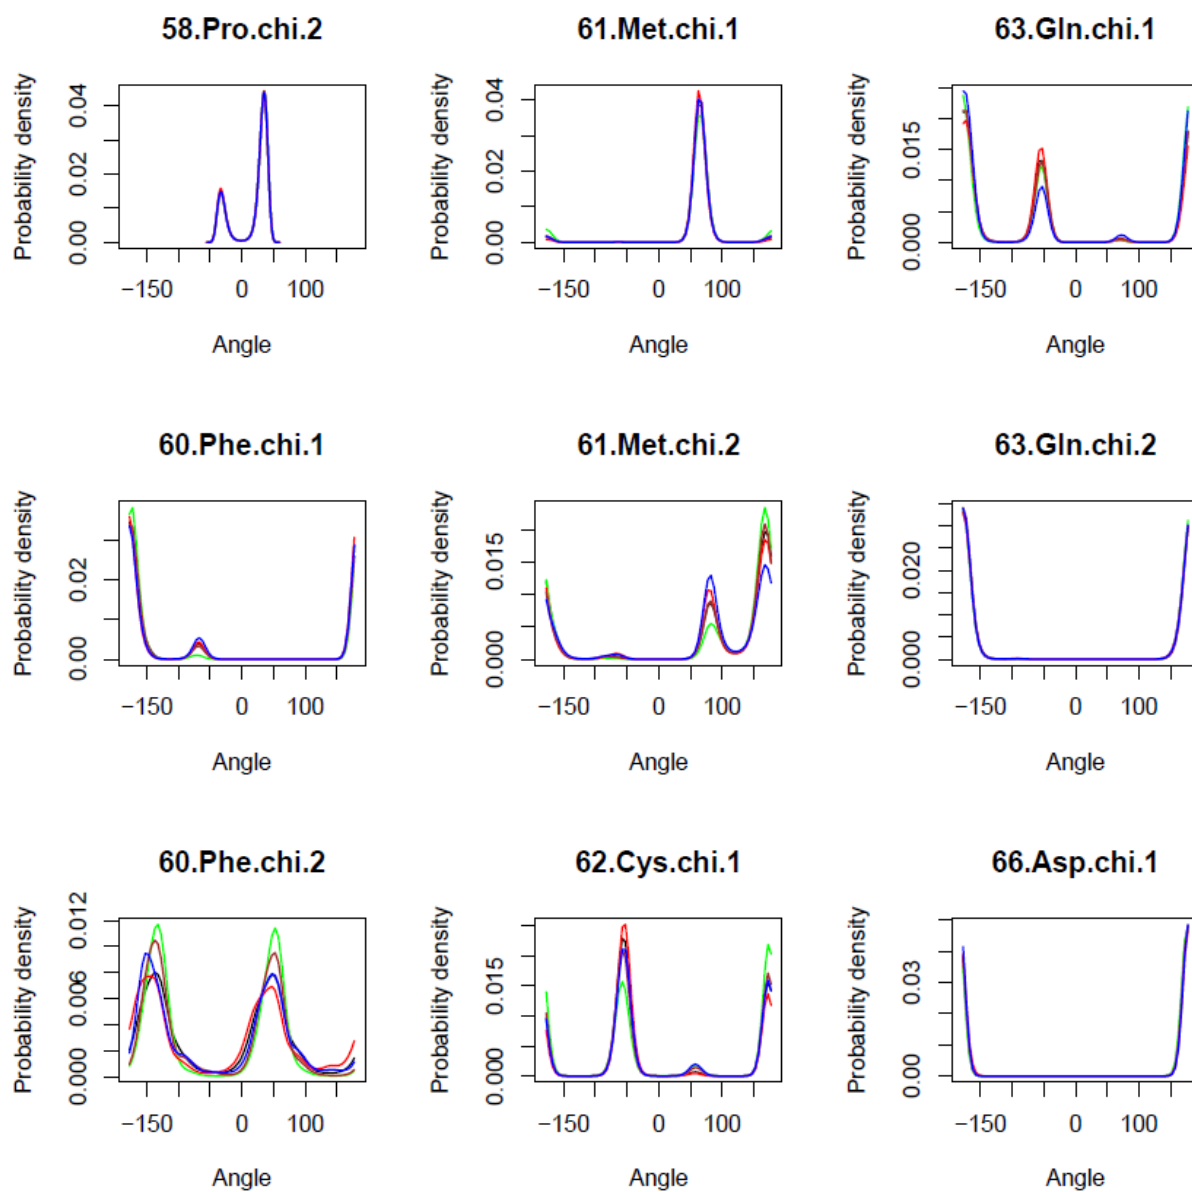 58.Pro.chi.2
Probability density
0.00 0.02 0.04
−150 0 100
Angle
61.Met.chi.1
Probability density
0.00 0.02 0.04
−150 0 100
Angle
63.Gln.chi.1
Probability density
0.000 0.015
−150 0 100
Angle
60.Phe.chi.1
Probability density
0.00 0.02
−150 0 100
Angle
61.Met.chi.2
Probability density
0.000 0.015
−150 0 100
Angle
63.Gln.chi.2
Probability density
0.000 0.020
−150 0 100
Angle
60.Phe.chi.2
Probability density
0.000 0.006 0.012
−150 0 100
Angle
62.Cys.chi.1
Probability density
0.000 0.015
−150 0 100
Angle
66.Asp.chi.1
Probability density
0.00 0.03
−150 0 100
Angle